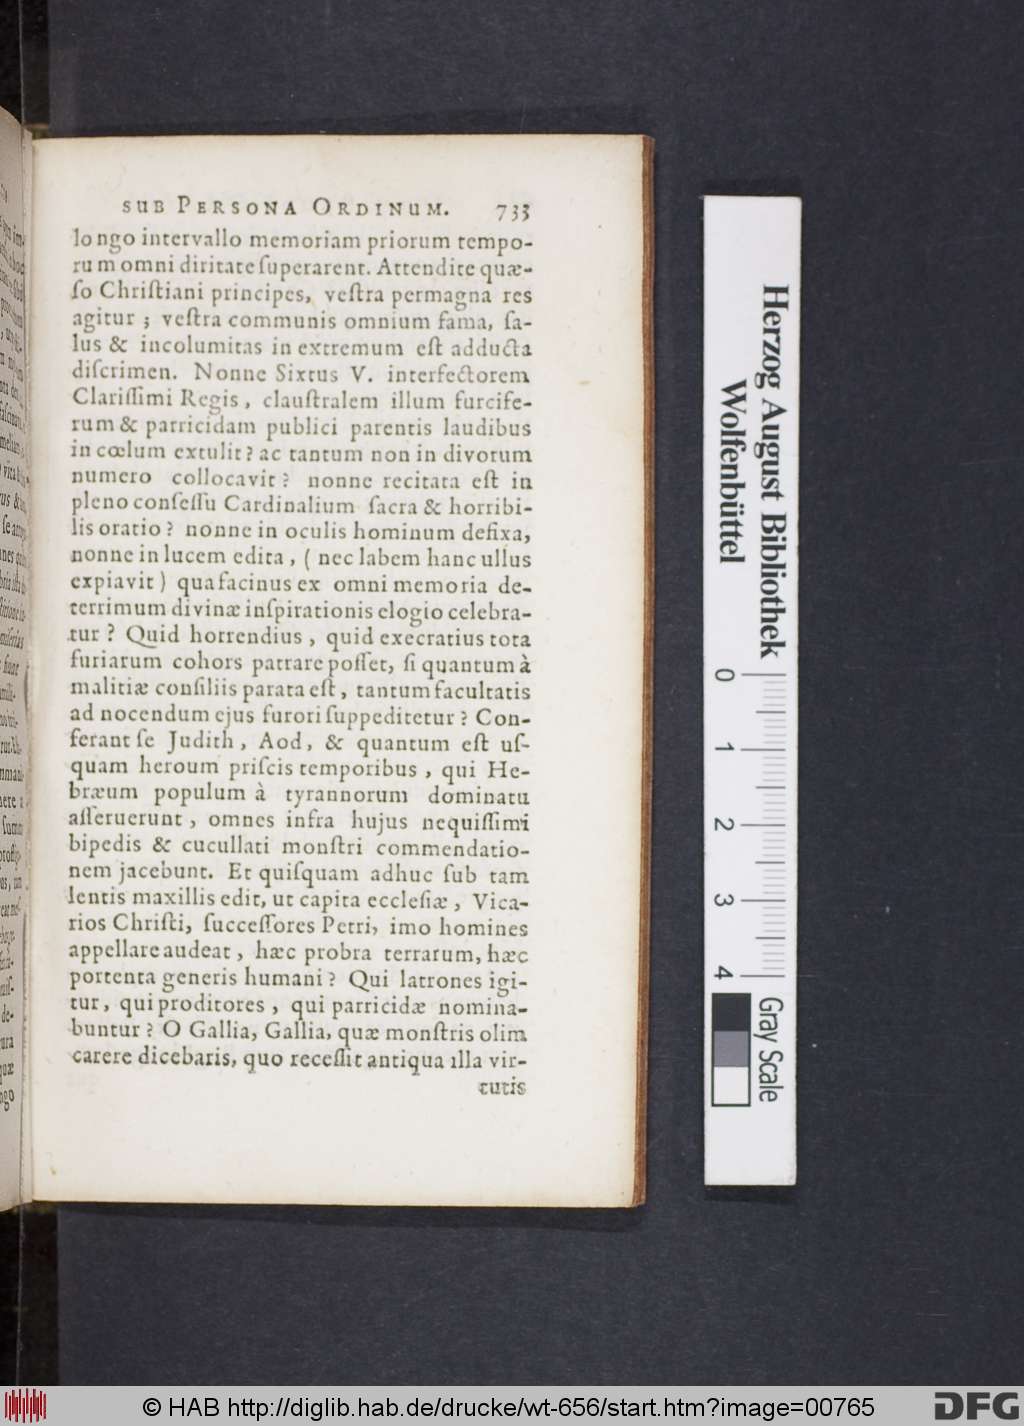 SUB PERSONA ORDINUM. 733
longo intervallo memoriam priorum tempo-
rum omni diritate ſuperarent. Attendite quæ-
ſo Chriſtiani principes, veſtra permagna res
agitur ; veſtra communis omnium fama, ſa-
lus & incolumitas in extremum eſt adducta
diſcrimen. Nonne Sixtus V. interfectorem
Clariſſimi Regis, clauſtralem illum furcife-
rum & parricidam publici parentis laudibus
in cœlum extulit? ac tantum non in divorum
numero collocavit? nonne recitata eſt in
pleno conſeſſu Cardinalium ſacra & horribi-
lis oratio? nonne in oculis hominum defixa,
nonne in lucem edita, ( nec labem hanc ullus
expiavit ) qua facinus ex omni memoria de-
terrimum divinæ inſpirationis elogio celebra-
tur? Quid horrendius, quid execratius tota
furiarum cohors patrare poſſet, ſi quantum à
malitiæ conſiliis parata eſt, tantum facultatis
ad nocendum ejus furori ſuppeditetur? Con-
ferant ſe Judith, Aod, & quantum eſt uſ-
quam heroum priſcis temporibus, qui He-
bræum populum à tyrannorum dominatu
aſſeruerunt, omnes infra hujus nequiſſimi
bipedis & cucullati monſtri commendatio-
nem jacebunt. Et quiſquam adhuc ſub tam
lentis maxillis edit, ut capita eccleſiæ, Vica-
rios Chriſti, ſucceſſores Petri, imo homines
appellare audeat, hæc probra terrarum, hæc
portenta generis humani? Qui latrones igi-
tur, qui proditores, qui parricidæ nomina-
buntur? O Gallia, Gallia, quæ monſtris olim
carere dicebaris, quo receſſit antiqua illa vir-
tutis
Herzog August Bibliothek
Wolfenbüttel
0 1 2 3 4
Gray Scale
© HAB http://diglib.hab.de/drucke/wt-656/start.htm?image=00765
DFG